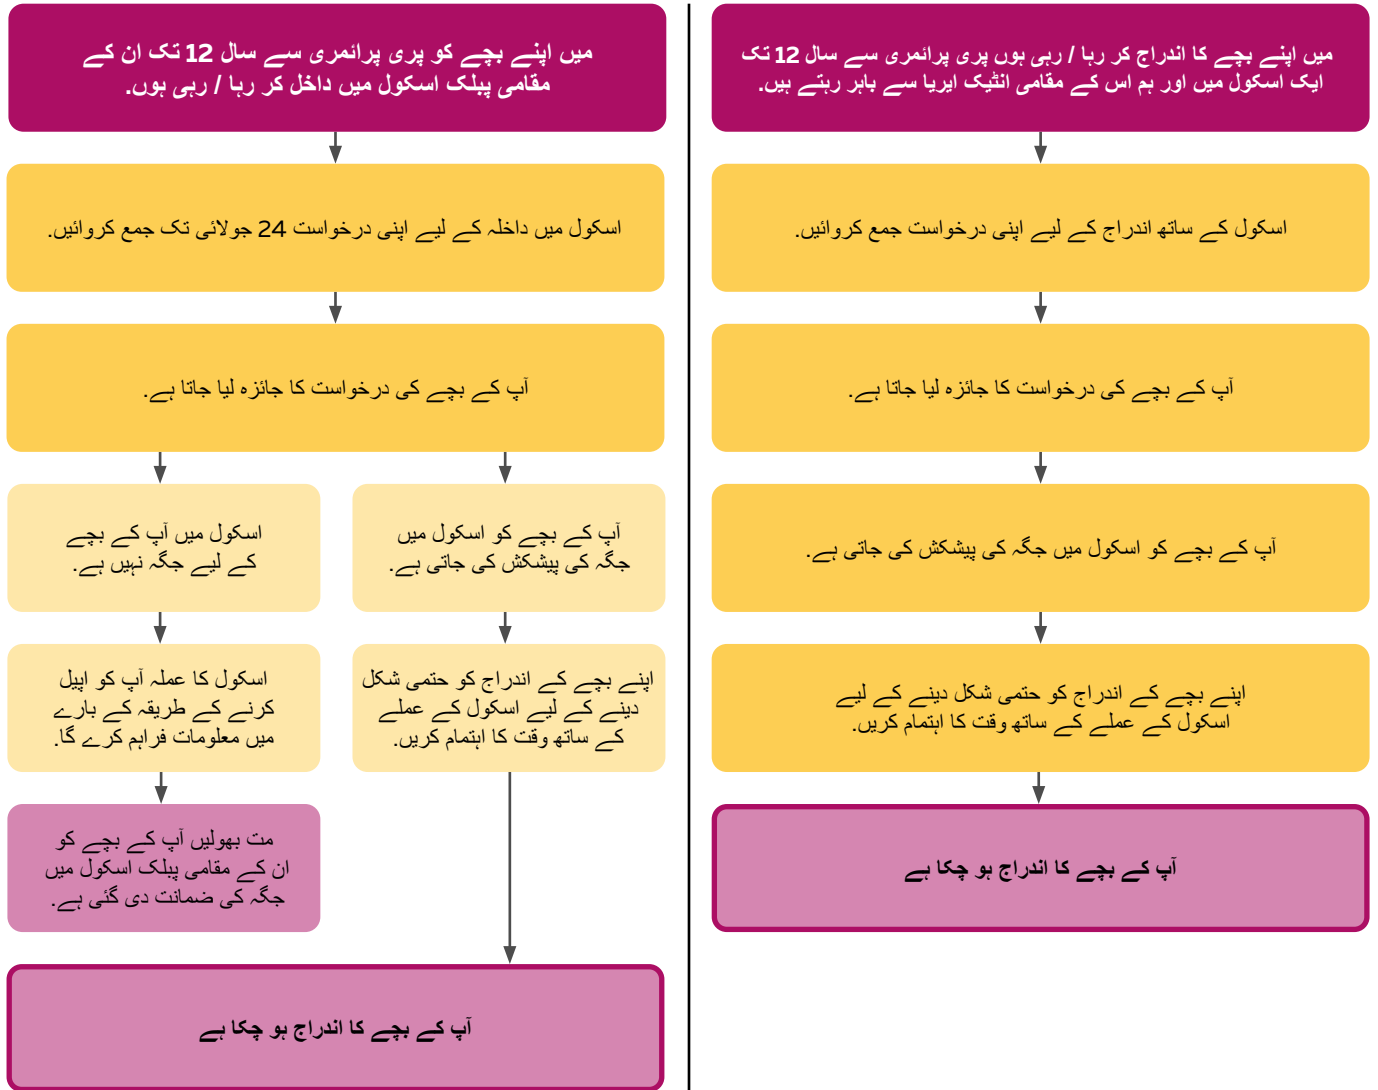 میں اپنے بچے کا اندراج کر رہا / رہی ہوں پری پرائمری سے سال 12 تک
ایک اسکول میں اور ہم اس کے مقامی انٹیک ایریا سے باہر رہتے ہیں.
اسکول کے ساتھ اندراج کے لیے اپنی درخواست جمع کروائیں.
آپ کے بچے کی درخواست کا جائزہ لیا جاتا ہے.
آپ کے بچے کو اسکول میں جگہ کی پیشکش کی جاتی ہے.
اپنے بچے کے اندراج کو حتمی شکل دینے کے لیے
اسکول کے عملے کے ساتھ وقت کا اہتمام کریں.
آپ کے بچے کا اندراج ہو چکا ہے
میں اپنے بچے کو پری پرائمری سے سال 12 تک ان کے
مقامی پبلک اسکول میں داخل کر رہا / رہی ہوں.
اسکول میں داخلہ کے لیے اپنی درخواست 24 جولائی تک جمع کروائیں.
آپ کے بچے کی درخواست کا جائزہ لیا جاتا ہے.
آپ کے بچے کو اسکول میں
جگہ کی پیشکش کی جاتی ہے.
اپنے بچے کے اندراج کو حتمی شکل
دینے کے لیے اسکول کے عملے
کے ساتھ وقت کا اہتمام کریں.
اسکول میں آپ کے بچے
کے لیے جگہ نہیں ہے.
اسکول کا عملہ آپ کو اپیل
کرنے کے طریقہ کے بارے
میں معلومات فراہم کرے گا.
مت بھولیں آپ کے بچے کو
ان کے مقامی پبلک اسکول میں
جگہ کی ضمانت دی گئی ہے.
آپ کے بچے کا اندراج ہو چکا ہے